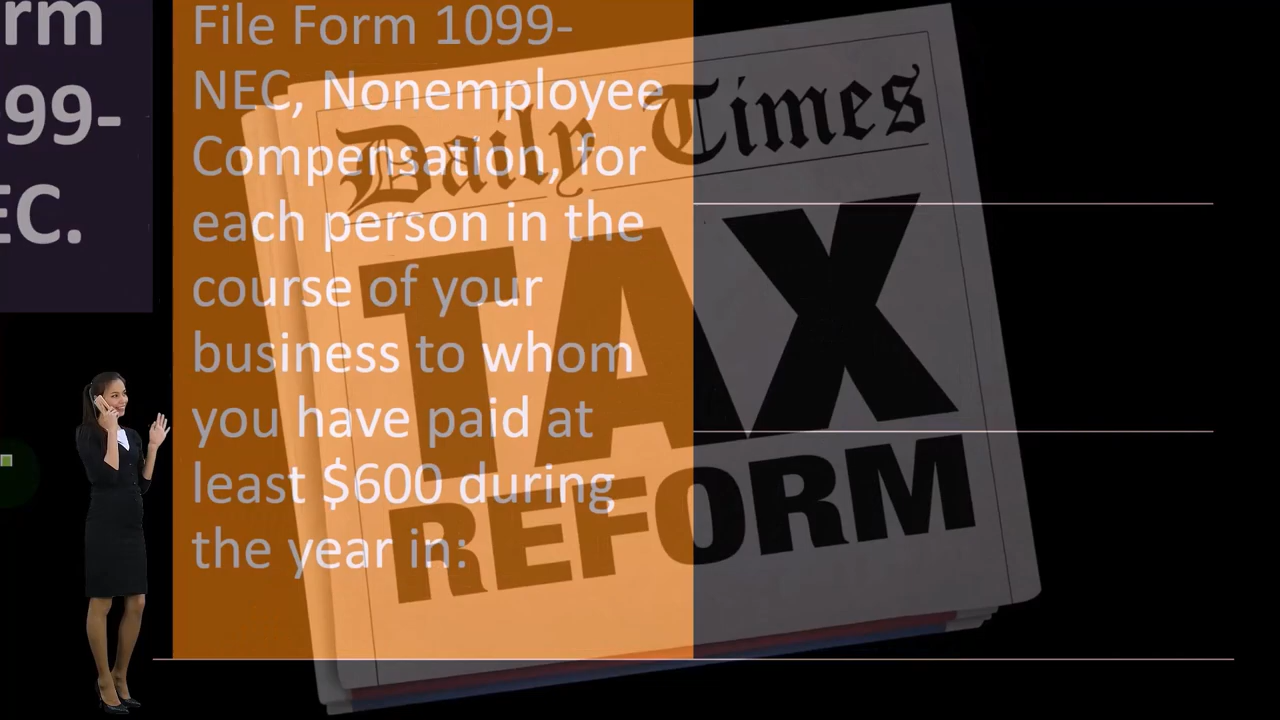 rm
99-
EC.
File Form 1099-
NEC, Nonemployee
Compensation, for
each person in the
course of your
business to whom
you have paid at
least $600 during
the year in:
Daily Times
TAX
REFORM